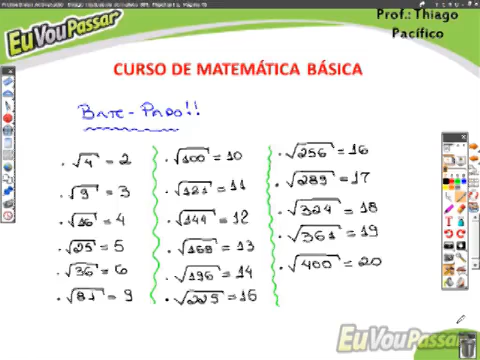 Prof.: Thiago
Pacífico
EuVouPassar
CURSO DE MATEMÁTICA BÁSICA
BATE-PAPO!!
. √4 = 2
. √9 = 3
. √16 = 4
. √25 = 5
. √36 = 6
. √81 = 9
. √100 = 10
. √121 = 11
. √144 = 12
. √169 = 13
. √196 = 14
. √225 = 15
. √256 = 16
. √289 = 17
. √324 = 18
. √361 = 19
. √400 = 20
EuVouPassar